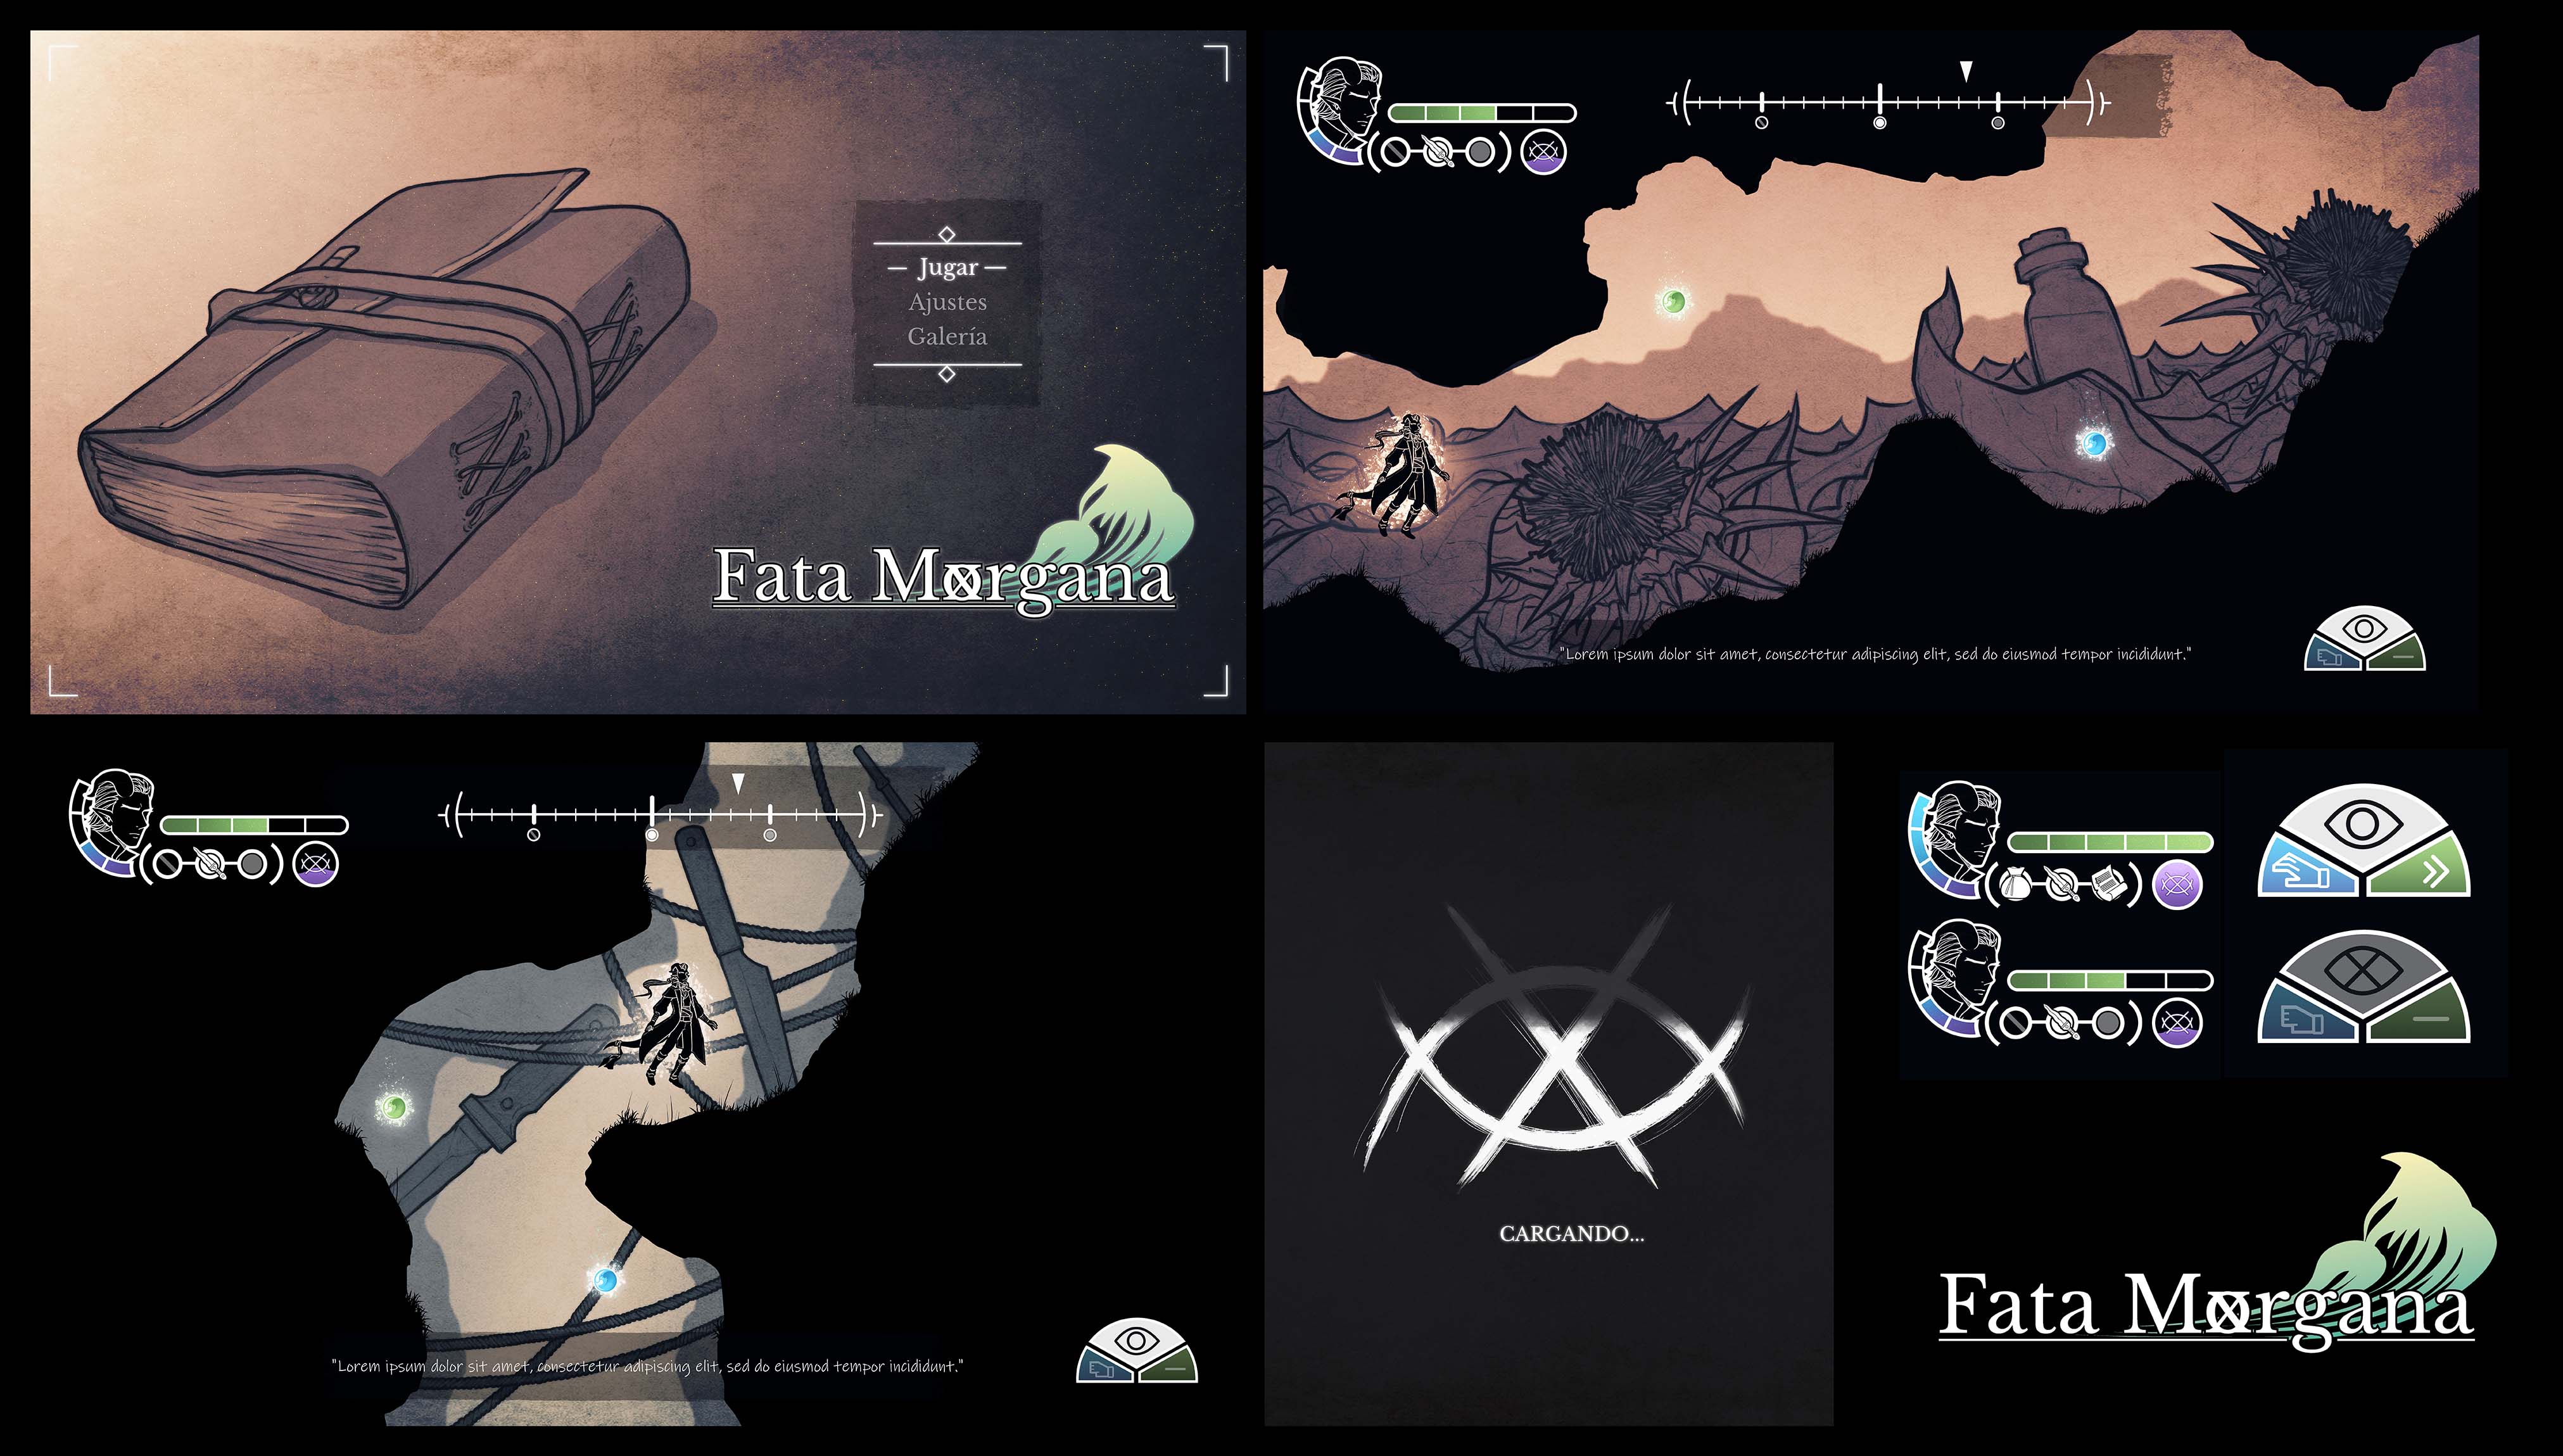 Jugar
Ajustes
Galería
Fata Morgana
"Lorem ipsum dolor sit amet, consectetur adipiscing elit, sed do eiusmod tempor incididunt."
"Lorem ipsum dolor sit amet, consectetur adipiscing elit, sed do eiusmod tempor incididunt."
CARGANDO...
Fata Morgana